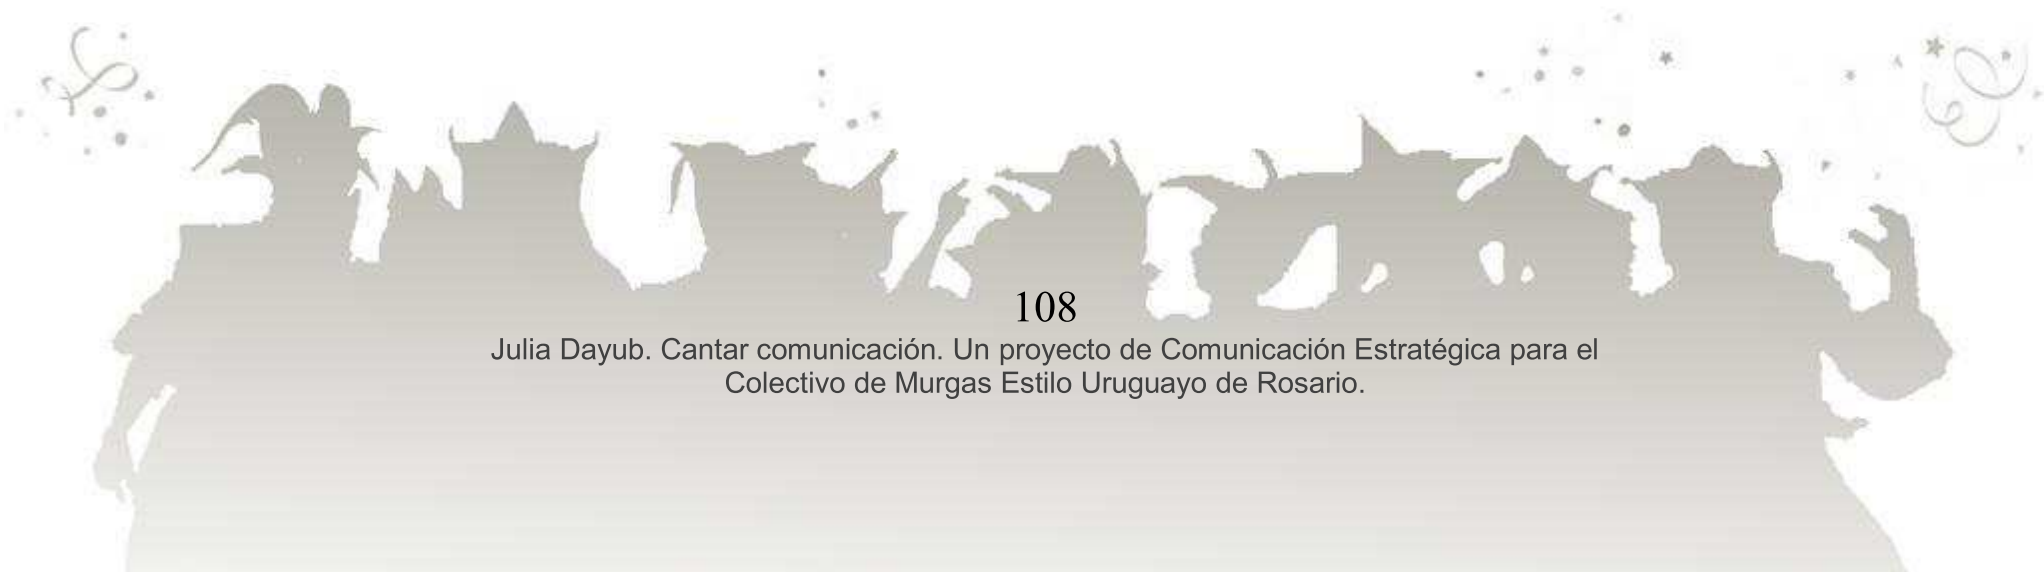 108
Julia Dayub. Cantar comunicación. Un proyecto de Comunicación Estratégica para el
Colectivo de Murgas Estilo Uruguayo de Rosario.